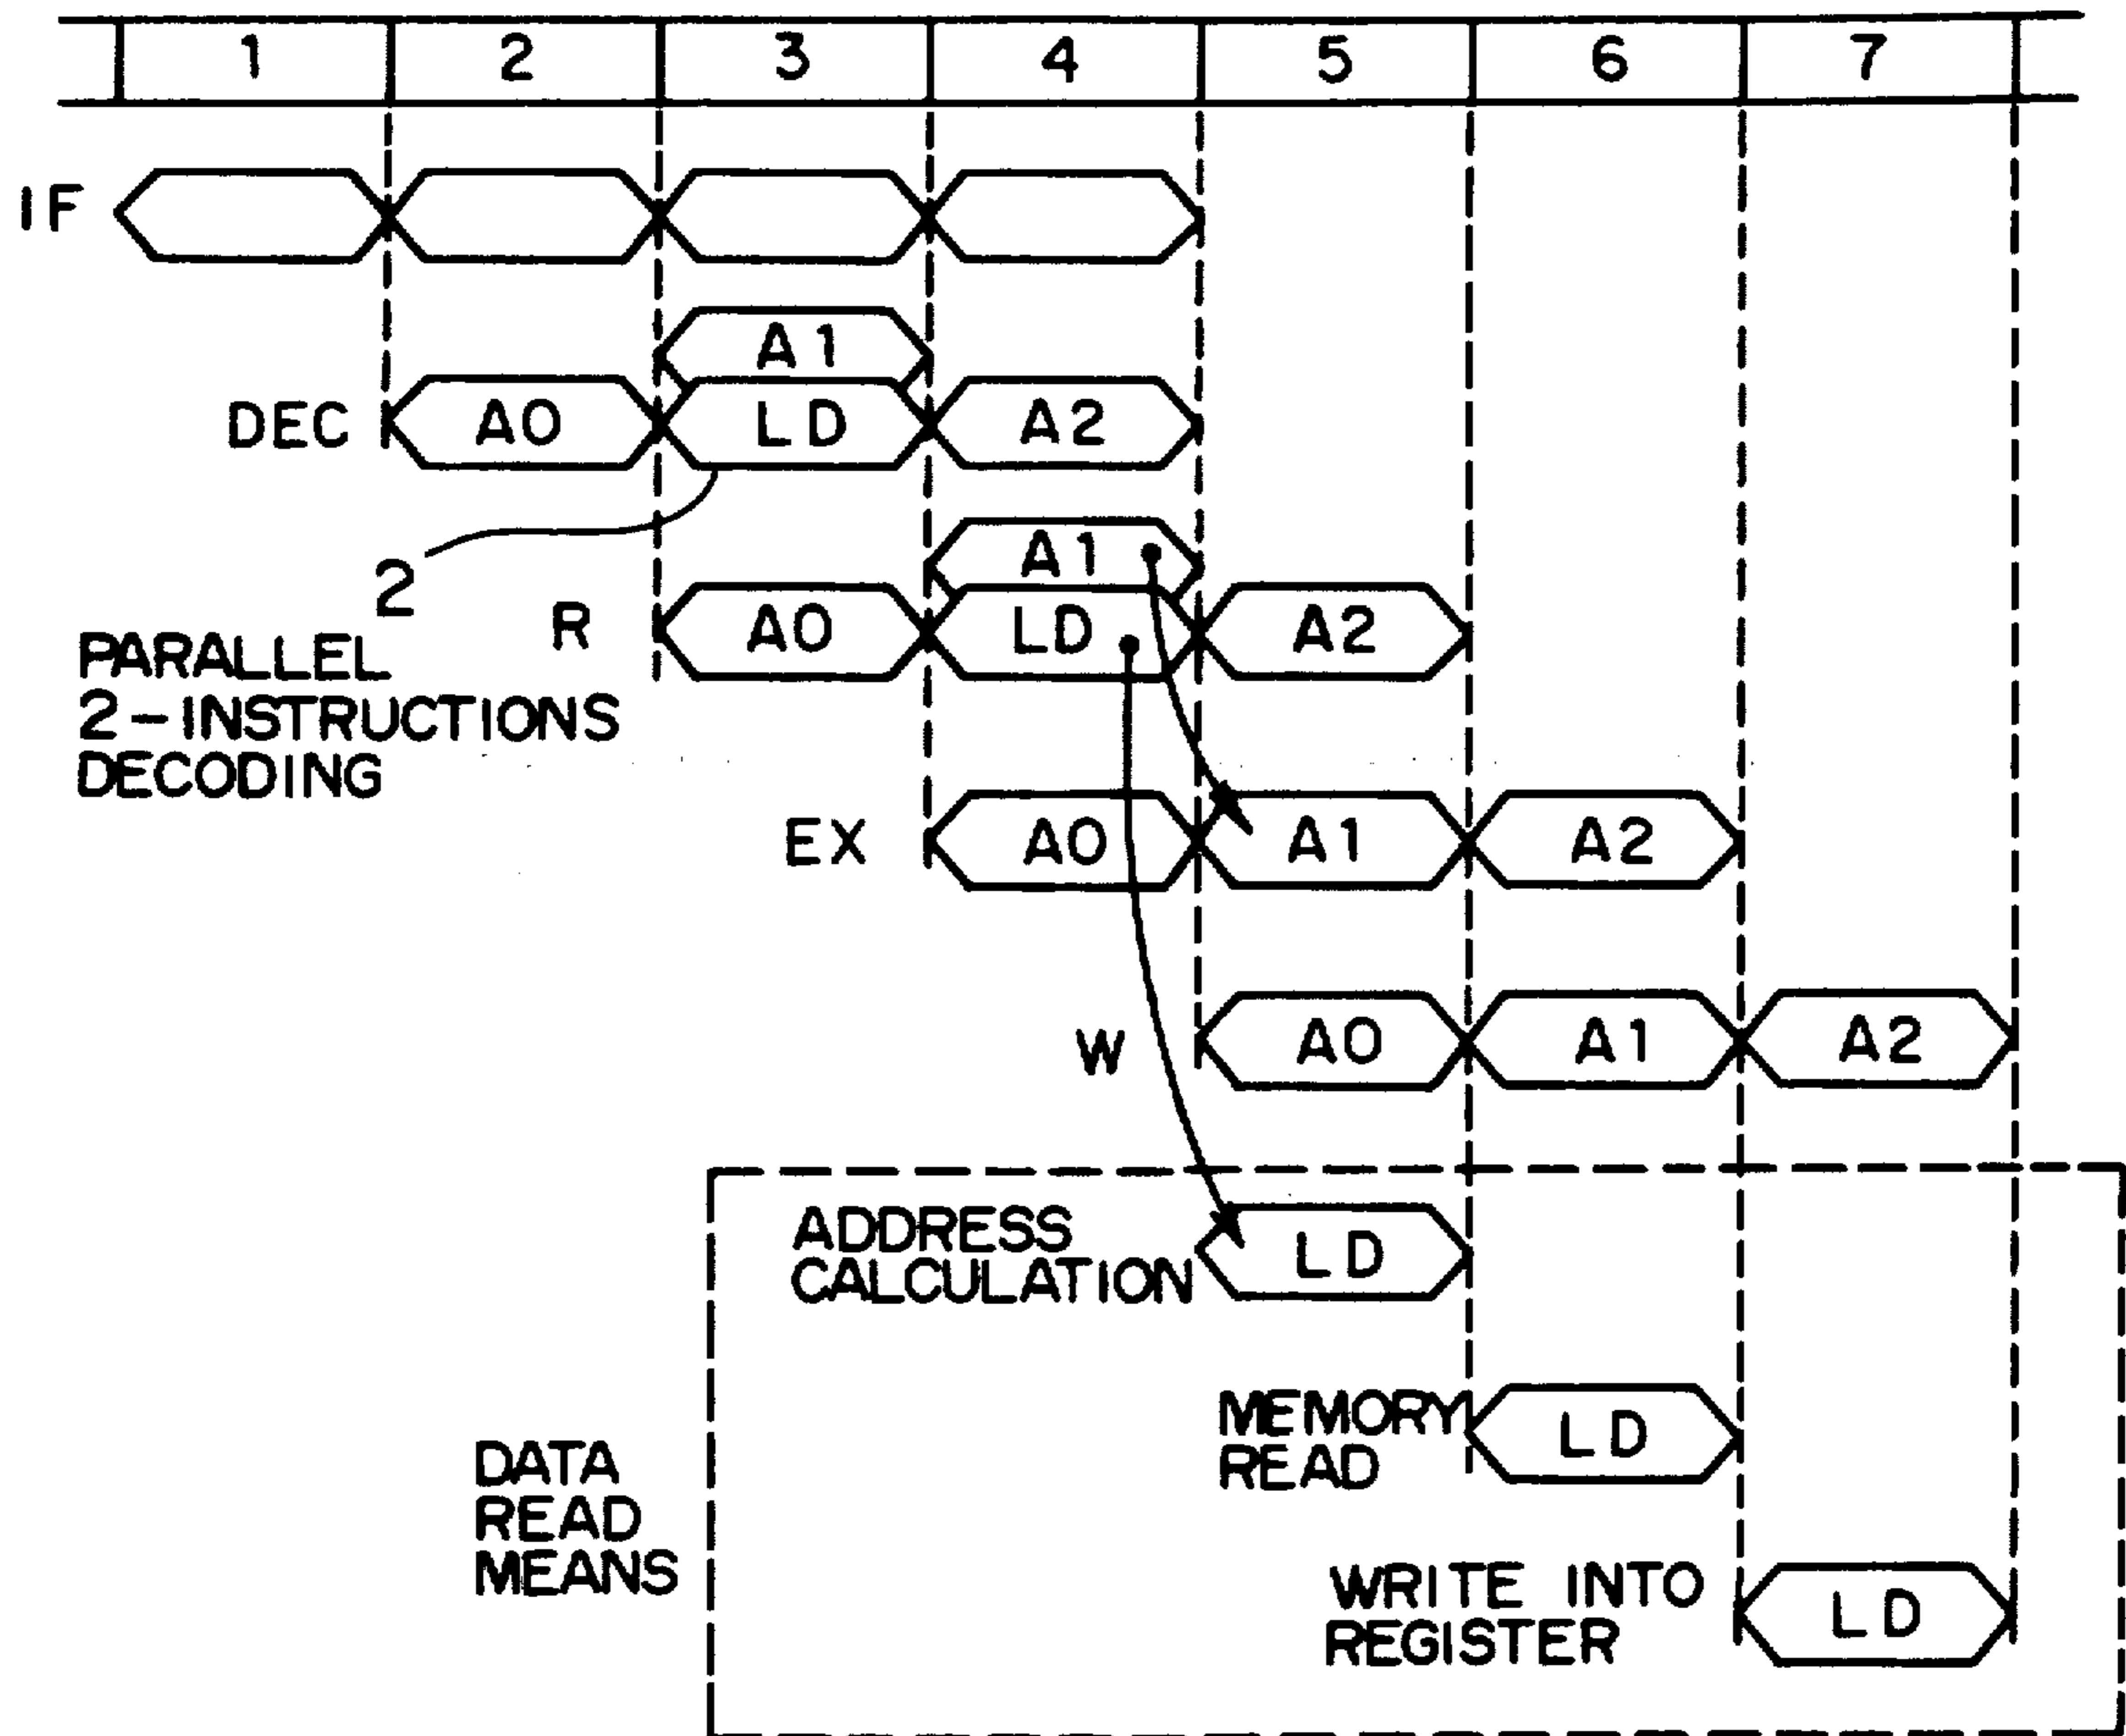 1 2 3 4 5 6 7
IF
A1
DEC A0 LD A2
2
A1
R A0 LD A2
PARALLEL
2-INSTRUCTIONS
DECODING
EX A0 A1 A2
W A0 A1 A2
ADDRESS
CALCULATION
LD
MEMORY
READ
LD
DATA
READ
MEANS
WRITE INTO
REGISTER
LD